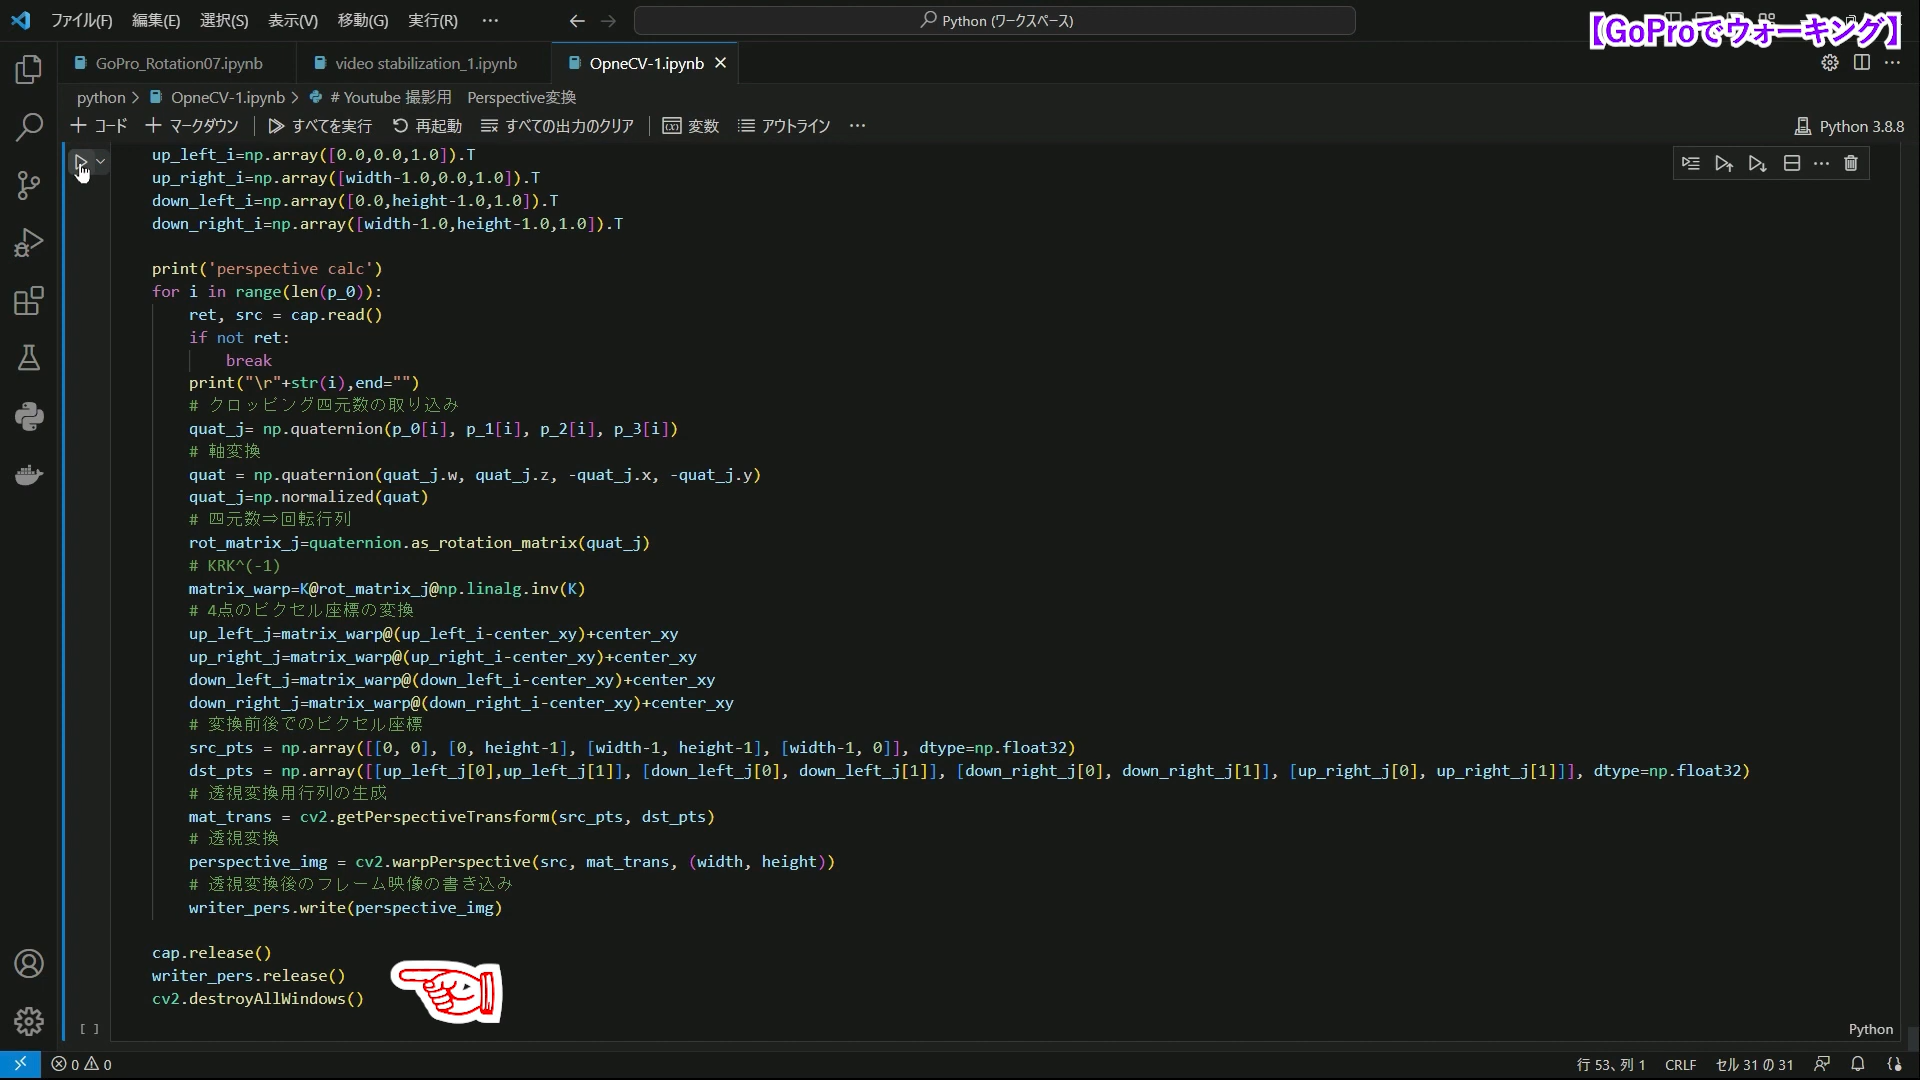 ファイル(F) 編集(E) 選択(S) 表示(V) 移動(G) 実行(R) ··· Python (ワークスペース)
【GoProでウォーキング】
GoPro_Rotation07.ipynb video stabilization_1.ipynb OpneCV-1.ipynb
python > OpneCV-1.ipynb > # Youtube 撮影用 Perspective変換
+ コード + マークダウン すべてを実行 再起動 すべての出力のクリア 変数 アウトライン ··· Python 3.8.8
up_left_i=np.array([0.0,0.0,1.0]).T
up_right_i=np.array([width-1.0,0.0,1.0]).T
down_left_i=np.array([0.0,height-1.0,1.0]).T
down_right_i=np.array([width-1.0,height-1.0,1.0]).T
print('perspective calc')
for i in range(len(p_0)):
ret, src = cap.read()
if not ret:
break
print("\r"+str(i),end="")
# クロッピング四元数の取り込み
quat_j= np.quaternion(p_0[i], p_1[i], p_2[i], p_3[i])
# 軸変換
quat = np.quaternion(quat_j.w, quat_j.z, -quat_j.x, -quat_j.y)
quat_j=np.normalized(quat)
# 四元数⇒回転行列
rot_matrix_j=quaternion.as_rotation_matrix(quat_j)
# KRK^(-1)
matrix_warp=K@rot_matrix_j@np.linalg.inv(K)
# 4点のピクセル座標の変換
up_left_j=matrix_warp@(up_left_i-center_xy)+center_xy
up_right_j=matrix_warp@(up_right_i-center_xy)+center_xy
down_left_j=matrix_warp@(down_left_i-center_xy)+center_xy
down_right_j=matrix_warp@(down_right_i-center_xy)+center_xy
# 変換前後でのピクセル座標
src_pts = np.array([[0, 0], [0, height-1], [width-1, height-1], [width-1, 0]], dtype=np.float32)
dst_pts = np.array([[up_left_j[0],up_left_j[1]], [down_left_j[0], down_left_j[1]], [down_right_j[0], down_right_j[1]], [up_right_j[0], up_right_j[1]]], dtype=np.float32)
# 透視変換用行列の生成
mat_trans = cv2.getPerspectiveTransform(src_pts, dst_pts)
# 透視変換
perspective_img = cv2.warpPerspective(src, mat_trans, (width, height))
# 透視変換後のフレーム映像の書き込み
writer_pers.write(perspective_img)
cap.release()
writer_pers.release()
cv2.destroyAllWindows()
[ ] Python
0 0 行 53、列 1 CRLF セル 31 の 31